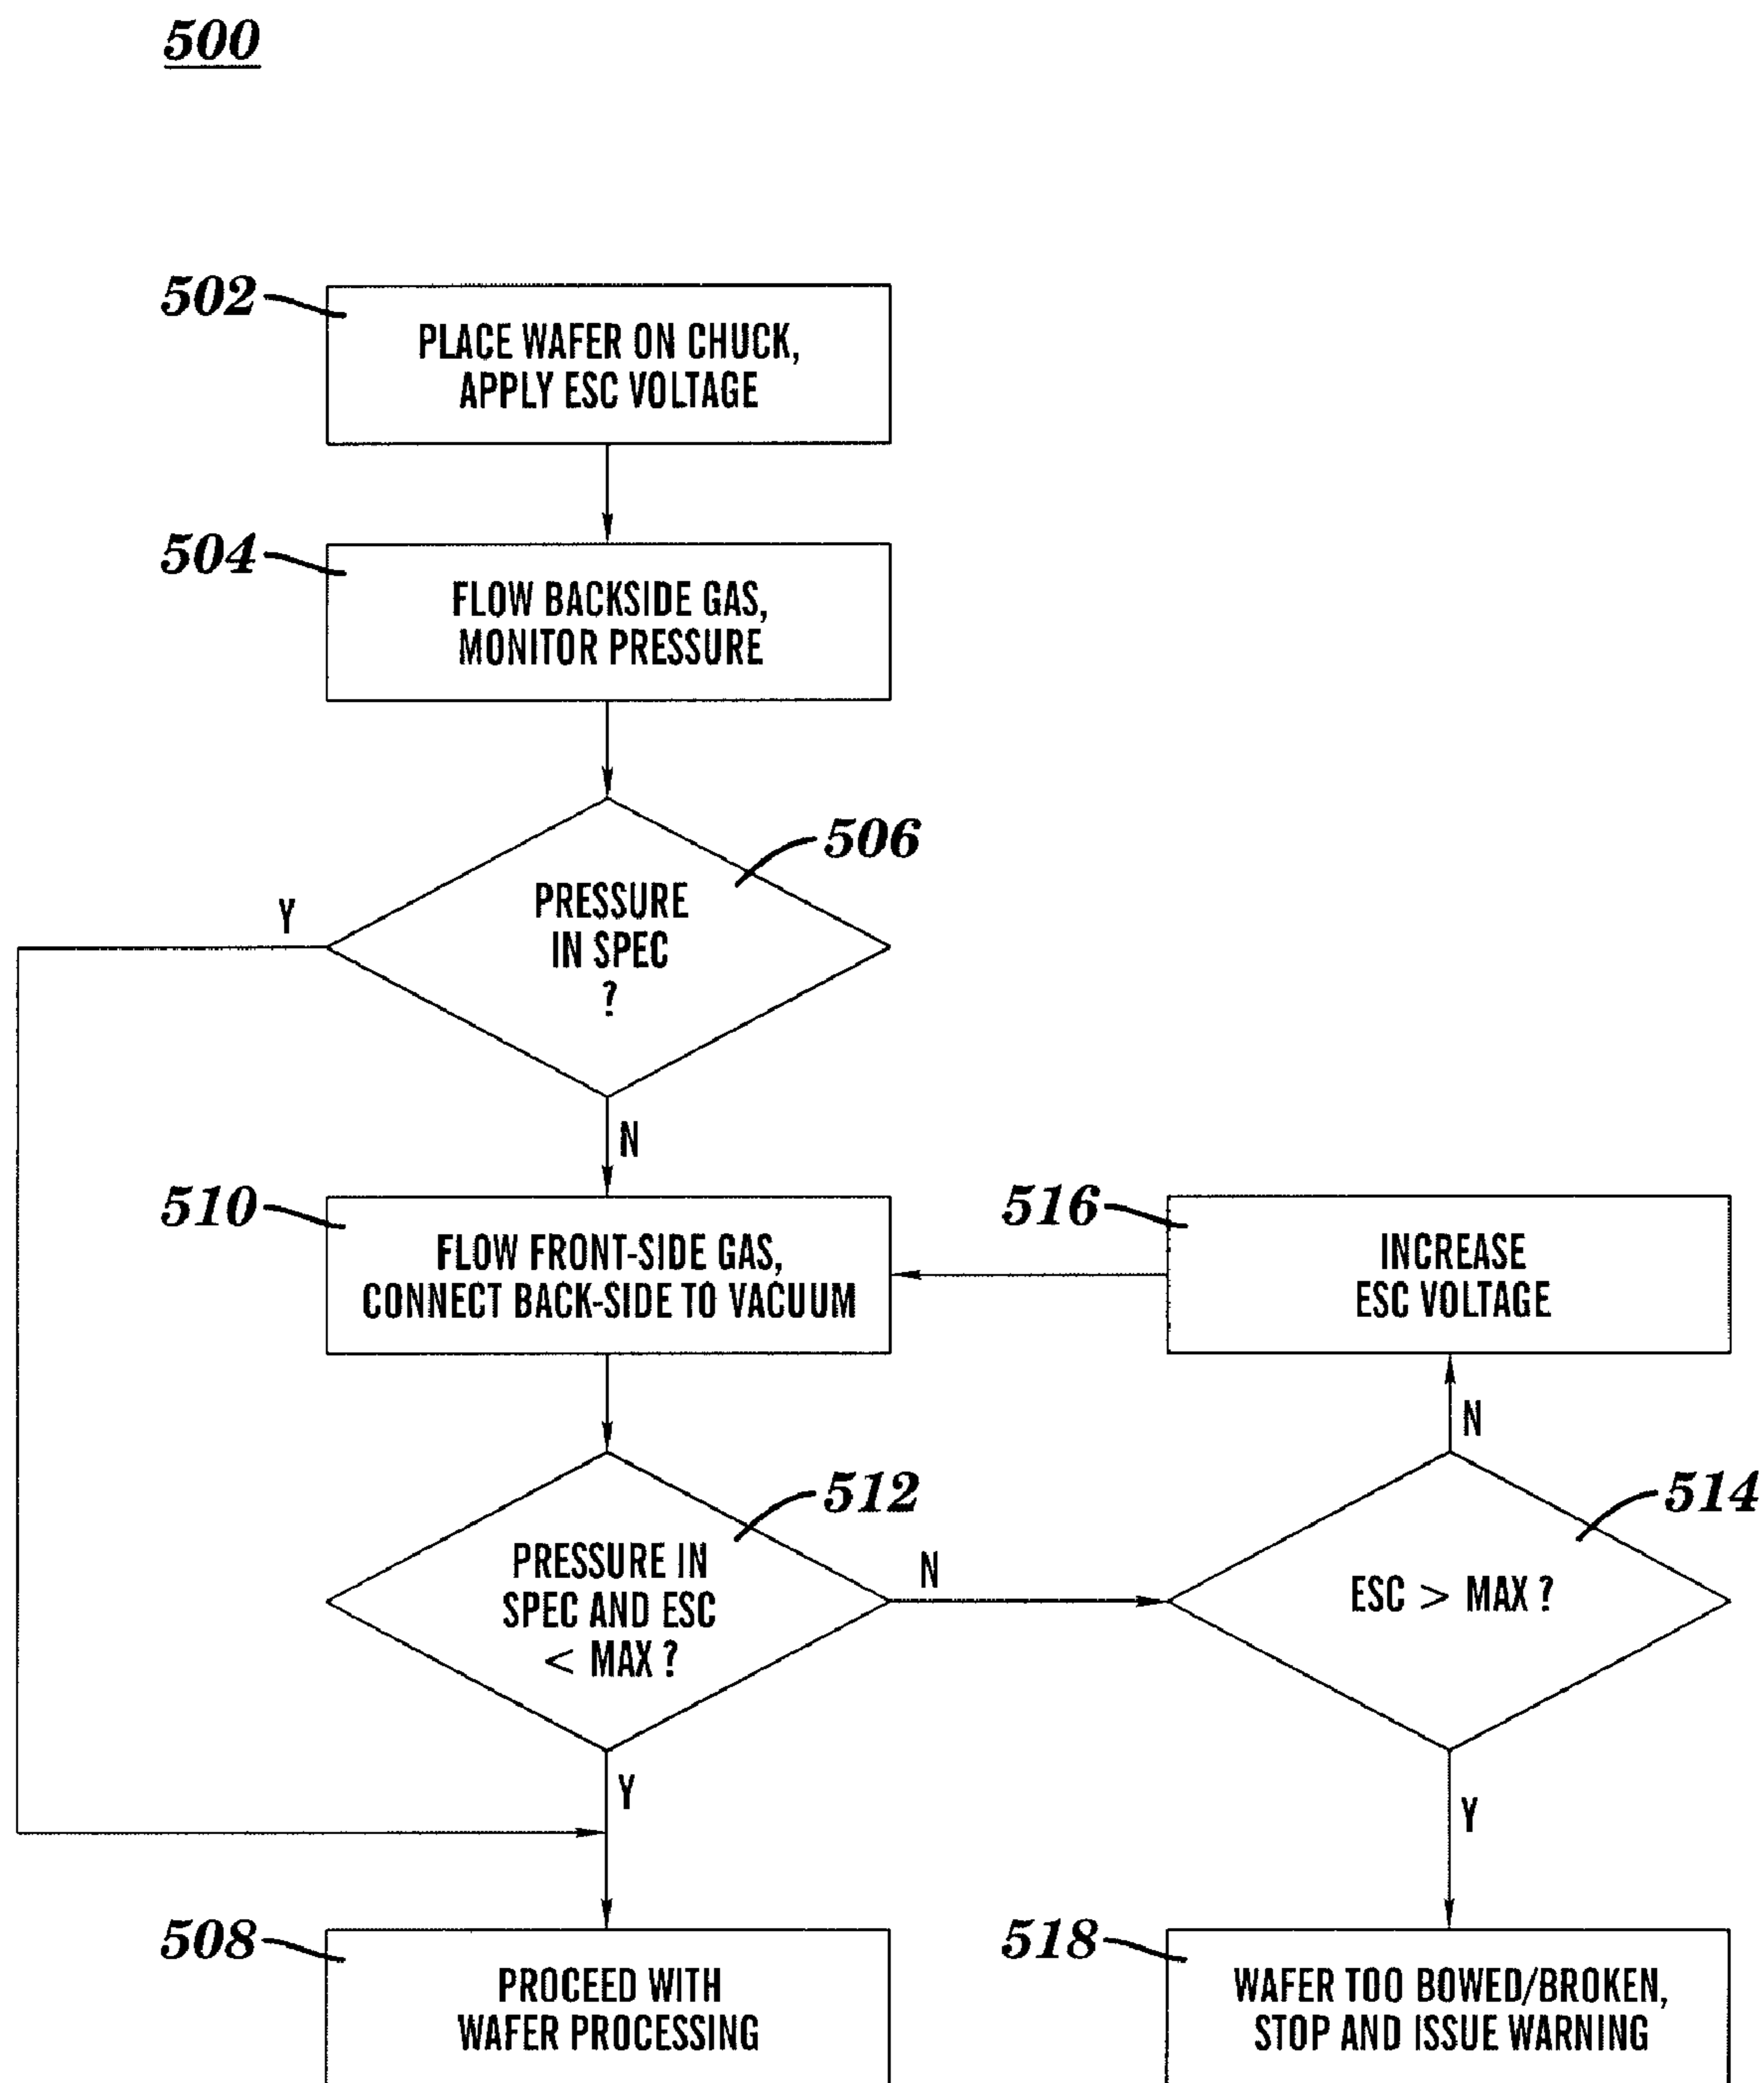 500
502
PLACE WAFER ON CHUCK,
APPLY ESC VOLTAGE
504
FLOW BACKSIDE GAS,
MONITOR PRESSURE
506
PRESSURE
IN SPEC
?
Y
N
510
FLOW FRONT-SIDE GAS,
CONNECT BACK-SIDE TO VACUUM
516
INCREASE
ESC VOLTAGE
512
PRESSURE IN
SPEC AND ESC
< MAX ?
N
Y
514
ESC > MAX ?
N
Y
508
PROCEED WITH
WAFER PROCESSING
518
WAFER TOO BOWED/BROKEN,
STOP AND ISSUE WARNING